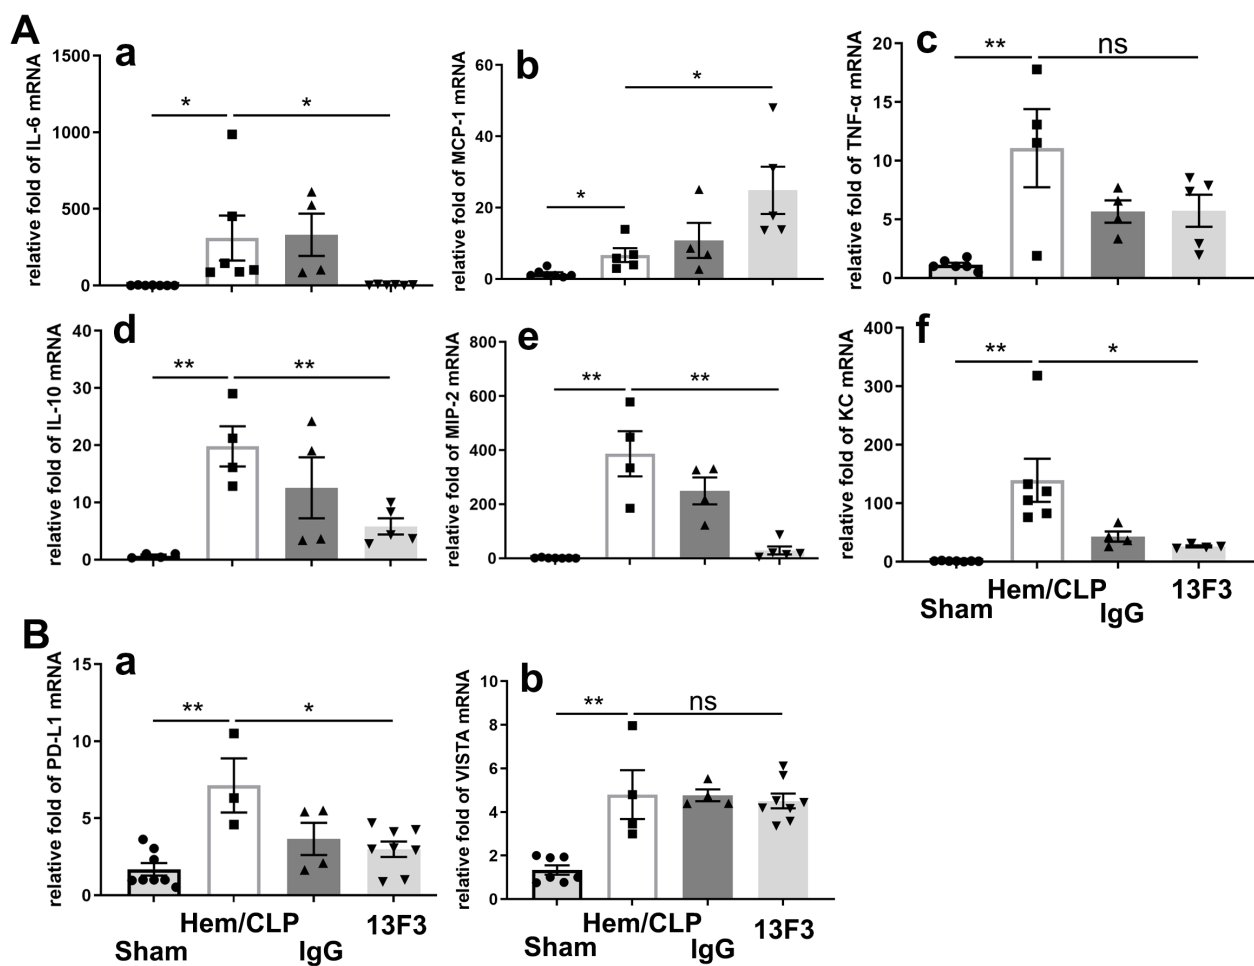 A
a
relative fold of IL-6 mRNA
1500
1000
500
0
*
*
b
relative fold of MCP-1 mRNA
60
40
20
0
*
*
c
relative fold of TNF-α mRNA
20
15
10
5
0
**
ns
d
relative fold of IL-10 mRNA
40
30
20
10
0
**
**
e
relative fold of MIP-2 mRNA
800
600
400
200
0
**
**
f
relative fold of KC mRNA
400
300
200
100
0
**
*
Sham
Hem/CLP
IgG
13F3
B
a
relative fold of PD-L1 mRNA
15
10
5
0
**
*
Sham
Hem/CLP
IgG
13F3
b
relative fold of VISTA mRNA
10
8
6
4
2
0
**
ns
Sham
Hem/CLP
IgG
13F3